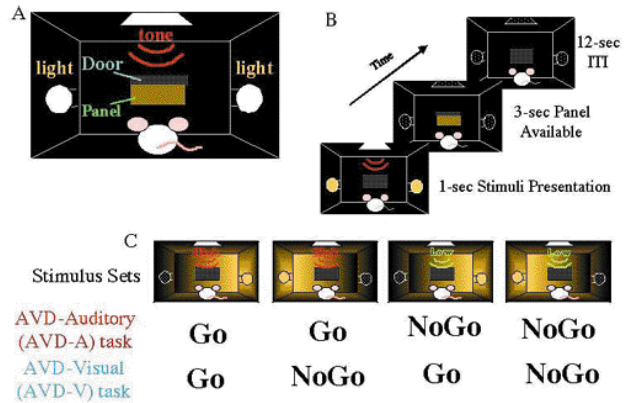 A
tone
light
light
Door
Panel
B
Time
12-sec
ITI
3-sec Panel
Available
1-sec Stimuli Presentation
C
Stimulus Sets
Low
Low
AVD-Auditory
(AVD-A) task
Go
Go
NoGo
NoGo
AVD-Visual
(AVD-V) task
Go
NoGo
Go
NoGo